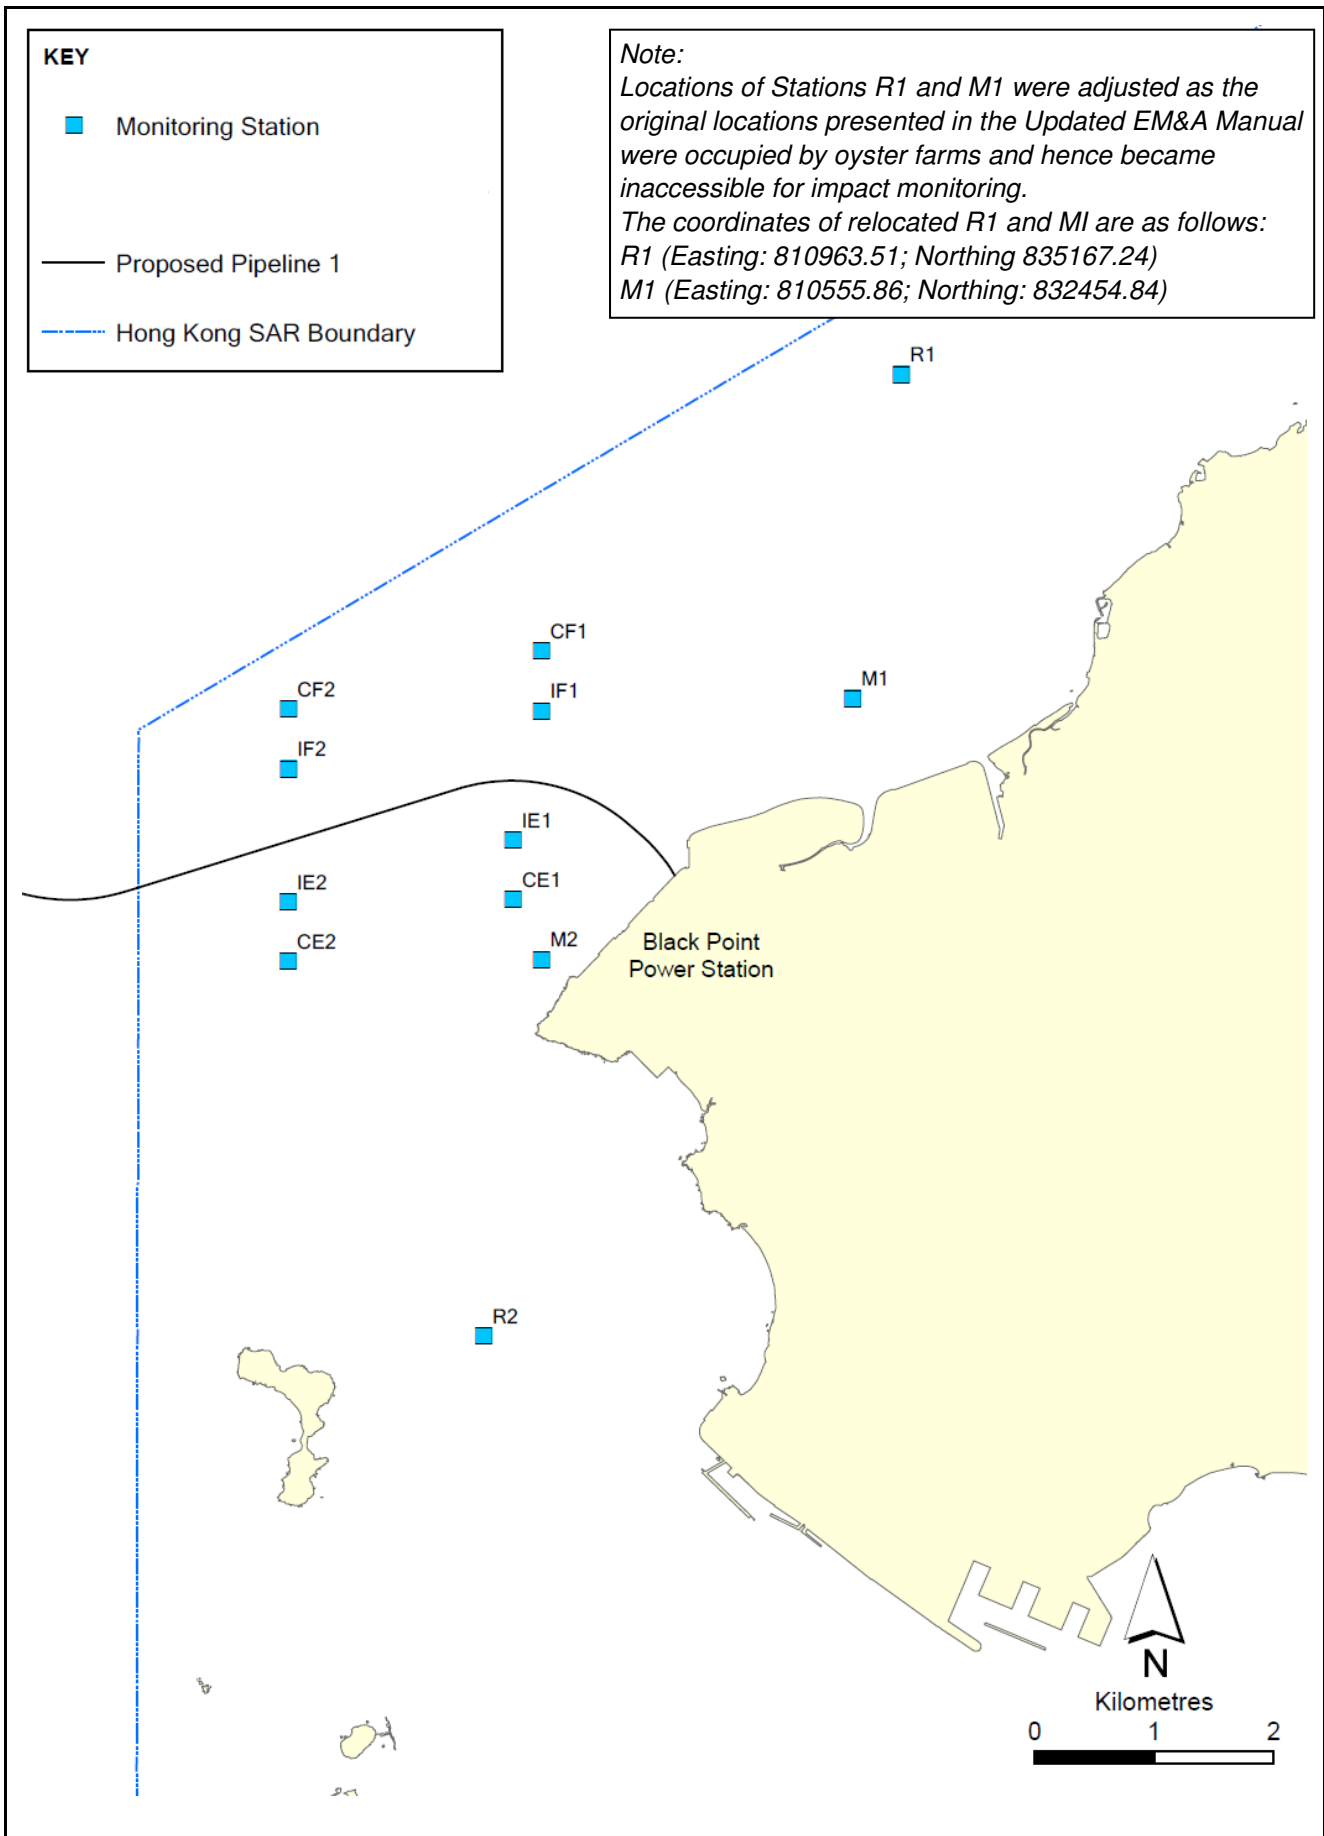 KEY
Monitoring Station
Proposed Pipeline 1
Hong Kong SAR Boundary
Note:
Locations of Stations R1 and M1 were adjusted as the
original locations presented in the Updated EM&A Manual
were occupied by oyster farms and hence became
inaccessible for impact monitoring.
The coordinates of relocated R1 and MI are as follows:
R1 (Easting: 810963.51; Northing 835167.24)
M1 (Easting: 810555.86; Northing: 832454.84)
R1
CF1
CF2
IF1
M1
IF2
IE1
IE2
CE1
CE2
M2
Black Point
Power Station
R2
N
Kilometres
0 1 2